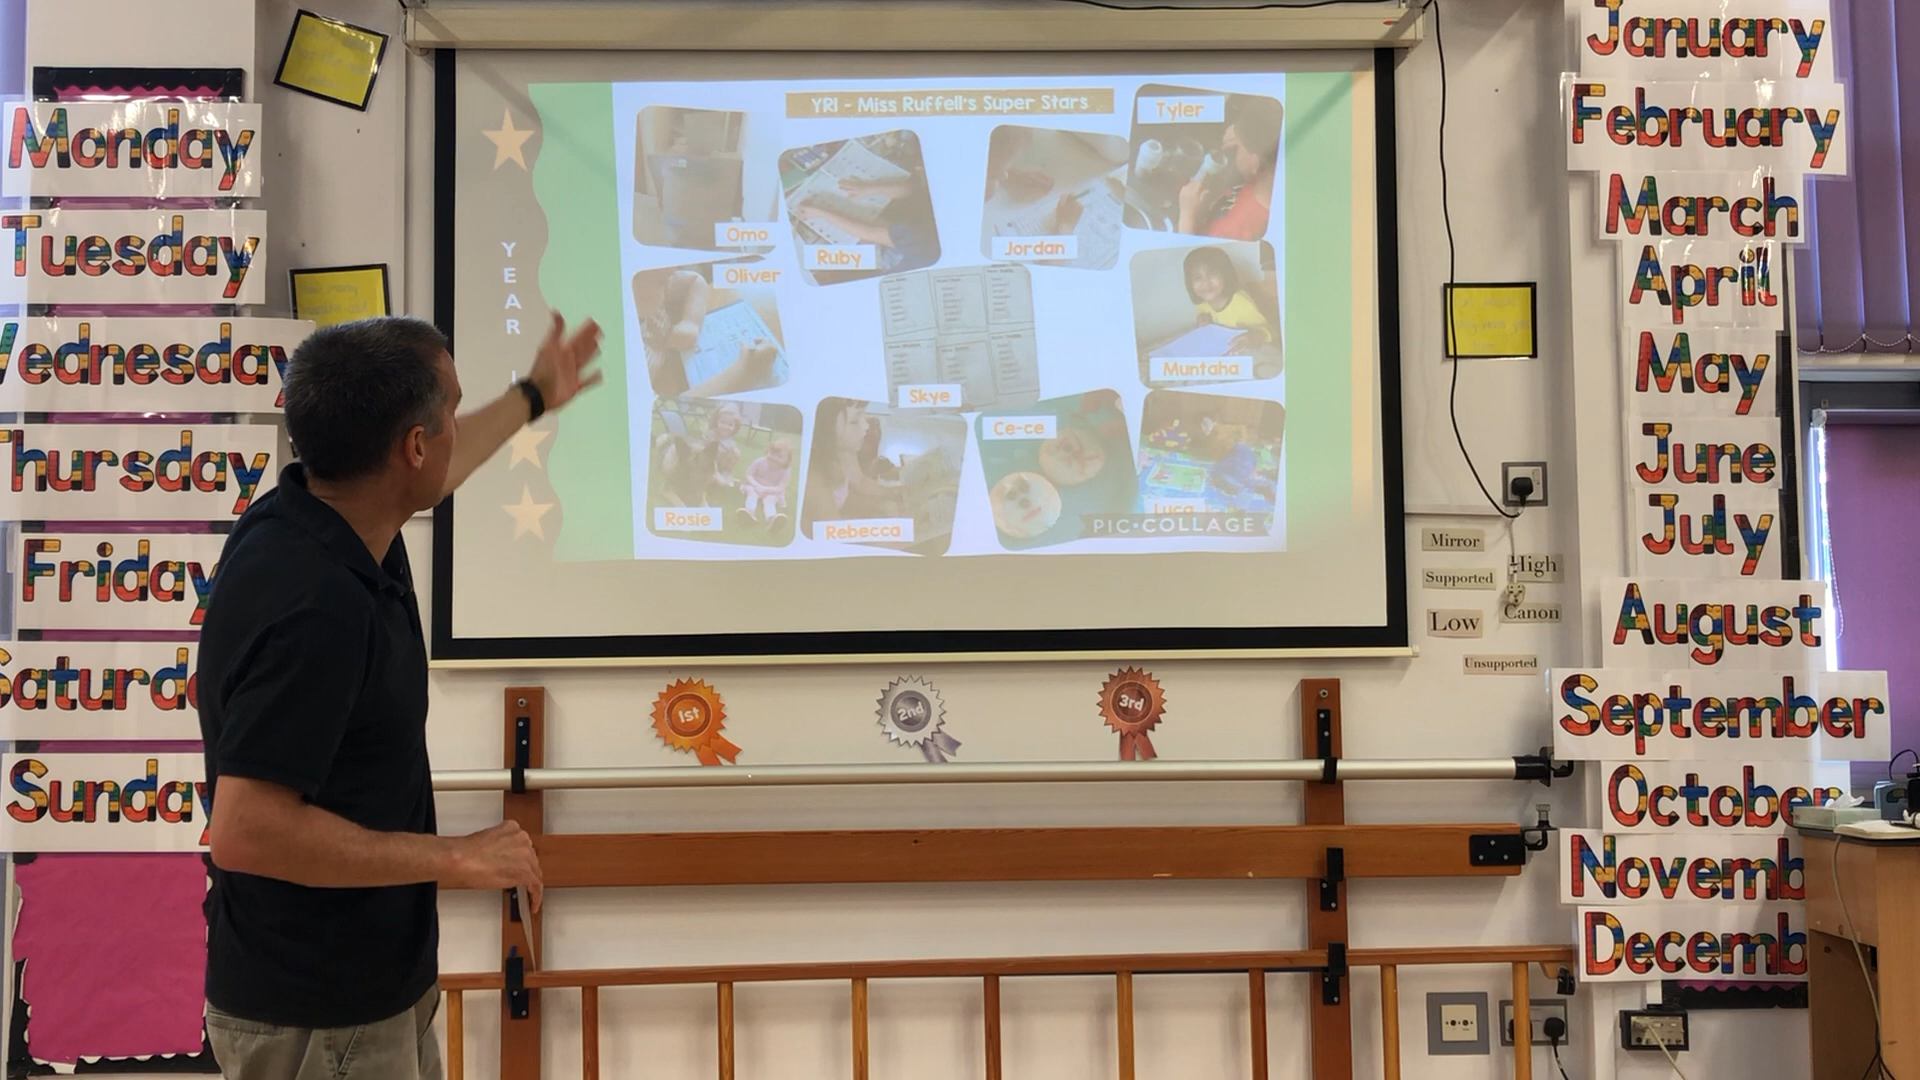 Monday
Tuesday
Wednesday
Thursday
Friday
Saturd
Sunday
YEAR
YR1 - Miss Ruffell's Super Stars
Tyler
Omo
Ruby
Jordan
Oliver
Muntaha
Skye
Ce-ce
Rosie
Rebecca
Luca
PIC•COLLAGE
1st
2nd
3rd
Mirror
High
Supported
Canon
Low
Unsupported
January
February
March
April
May
June
July
August
September
October
Novemb
Decemb